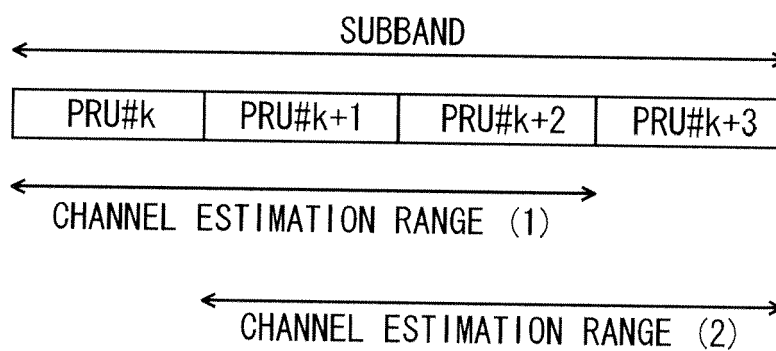 SUBBAND
PRU#k PRU#k+1 PRU#k+2 PRU#k+3
CHANNEL ESTIMATION RANGE (1)
CHANNEL ESTIMATION RANGE (2)